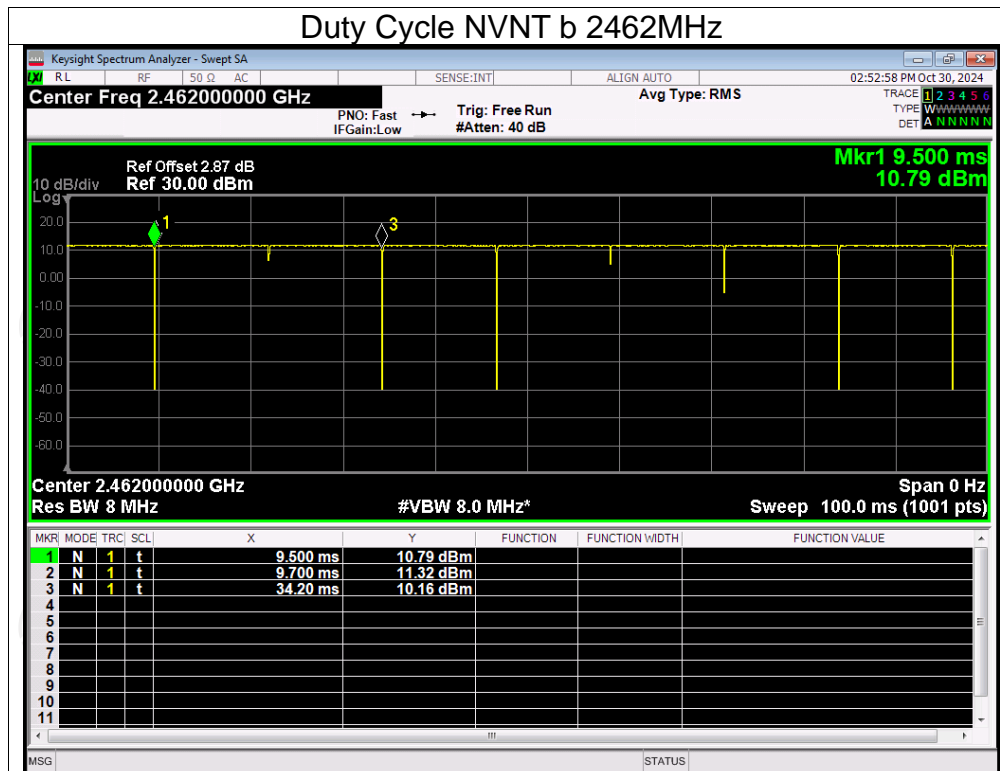 Duty Cycle NVNT b 2462MHz
Keysight Spectrum Analyzer - Swept SA
LXI RL RF 50 Ω AC SENSE:INT ALIGN AUTO 02:52:58 PM Oct 30, 2024
Center Freq 2.462000000 GHz Avg Type: RMS TRACE 1 2 3 4 5 6
PNO: Fast Trig: Free Run TYPE WWWWWW
IFGain:Low #Atten: 40 dB DET A N N N N N
Mkr1 9.500 ms
Ref Offset 2.87 dB
10 dB/div Ref 30.00 dBm 10.79 dBm
Log
20.0
1
3
10.0
0.00
-10.0
-20.0
-30.0
-40.0
-50.0
-60.0
Center 2.462000000 GHz Span 0 Hz
Res BW 8 MHz #VBW 8.0 MHz* Sweep 100.0 ms (1001 pts)
MKR MODE TRC SCL X Y FUNCTION FUNCTION WIDTH FUNCTION VALUE
1 N 1 t 9.500 ms 10.79 dBm
2 N 1 t 9.700 ms 11.32 dBm
3 N 1 t 34.20 ms 10.16 dBm
4
5
6
7
8
9
10
11
MSG STATUS